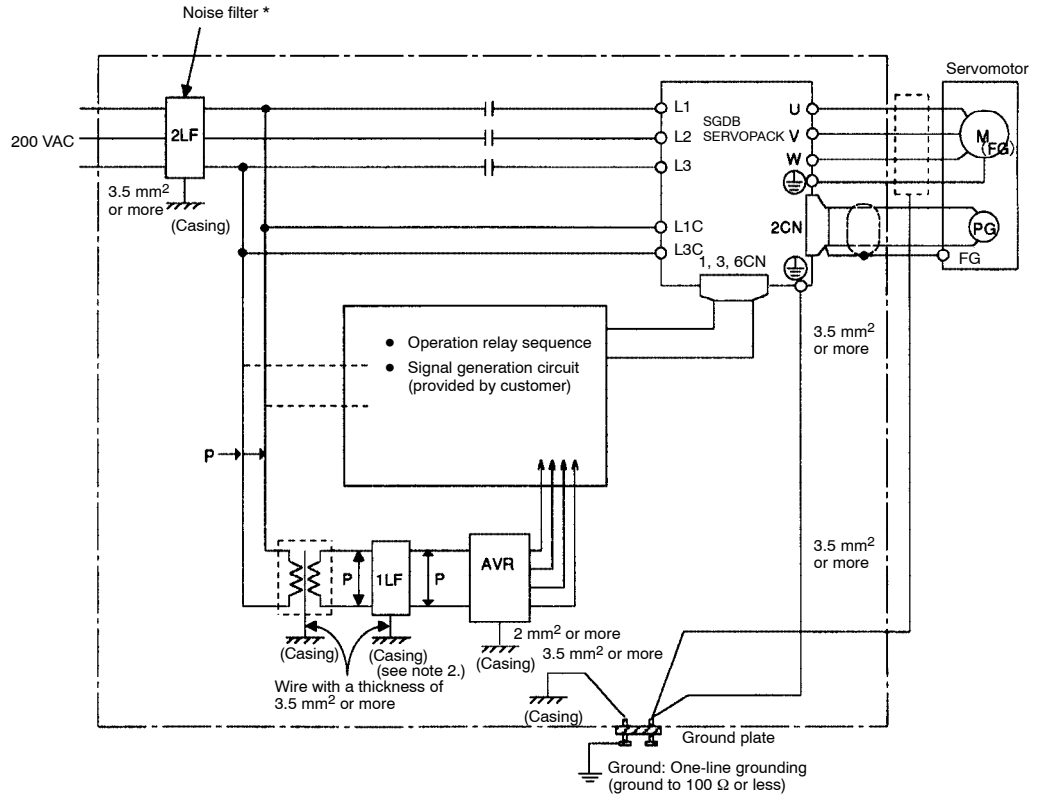 Noise filter *
Servomotor
200 VAC
2LF
L1
L2
L3
SGDB
SERVOPACK
U
V
W
M
(FG)
3.5 mm2
or more
(Casing)
L1C
L3C
2CN
PG
FG
1, 3, 6CN
3.5 mm2
or more
● Operation relay sequence
● Signal generation circuit
(provided by customer)
P
3.5 mm2
or more
P
1LF
P
AVR
(Casing)
(Casing)
(see note 2.)
(Casing)
2 mm2 or more
3.5 mm2 or more
Wire with a thickness of
3.5 mm2 or more
(Casing)
Ground plate
Ground: One-line grounding
(ground to 100 Ω or less)